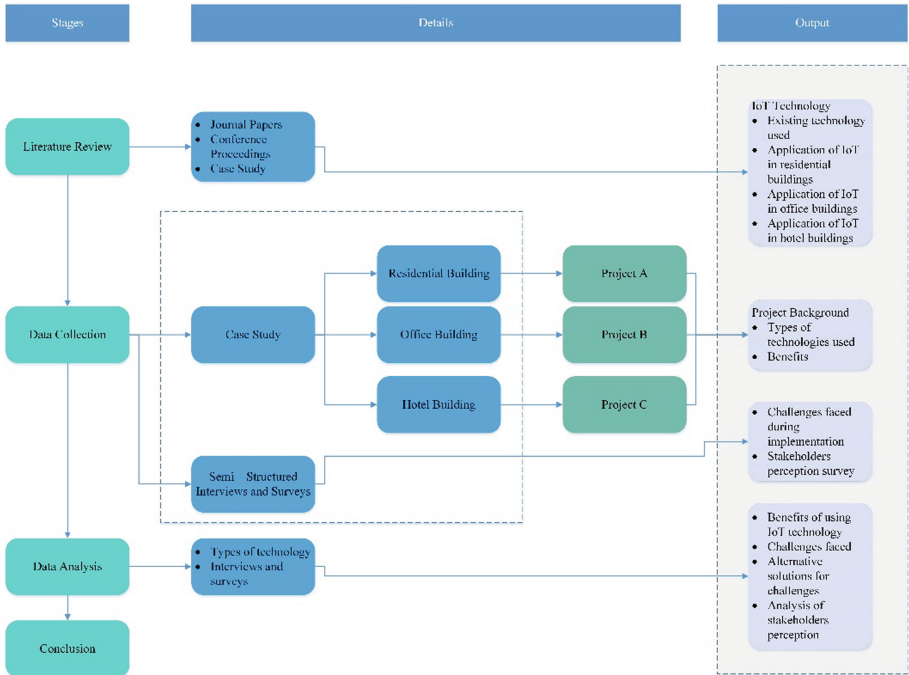 Stages
Details
Output
Literature Review
• Journal Papers
• Conference
Proceedings
• Case Study
IoT Technology
• Existing technology
used
• Application of IoT
in residential
buildings
• Application of IoT
in office buildings
• Application of IoT
in hotel buildings
Data Collection
Case Study
Residential Building
Office Building
Hotel Building
Project A
Project B
Project C
Project Background
• Types of
technologies used
• Benefits
Semi Structured
Interviews and Surveys
• Challenges faced
during
implementation
• Stakeholders
perception survey
Data Analysis
• Types of technology
• Interviews and
surveys
• Benefits of using
IoT technology
• Challenges faced
• Alternative
solutions for
challenges
• Analysis of
stakeholders
perception
Conclusion